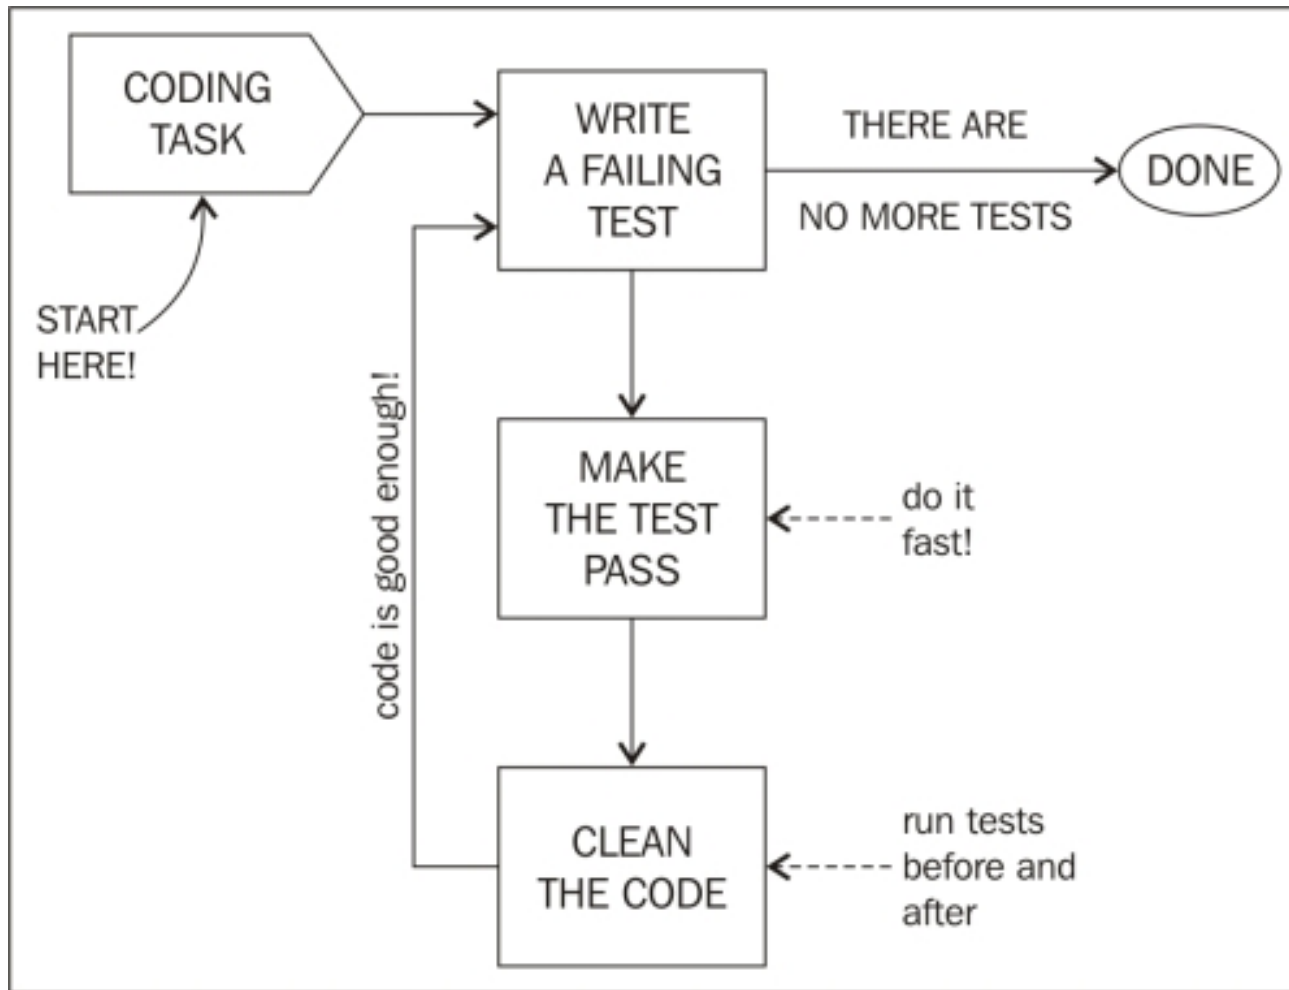 CODING
TASK
START
HERE!
WRITE
A FAILING
TEST
THERE ARE
NO MORE TESTS
DONE
code is good enough!
MAKE
THE TEST
PASS
do it
fast!
CLEAN
THE CODE
run tests
before and
after